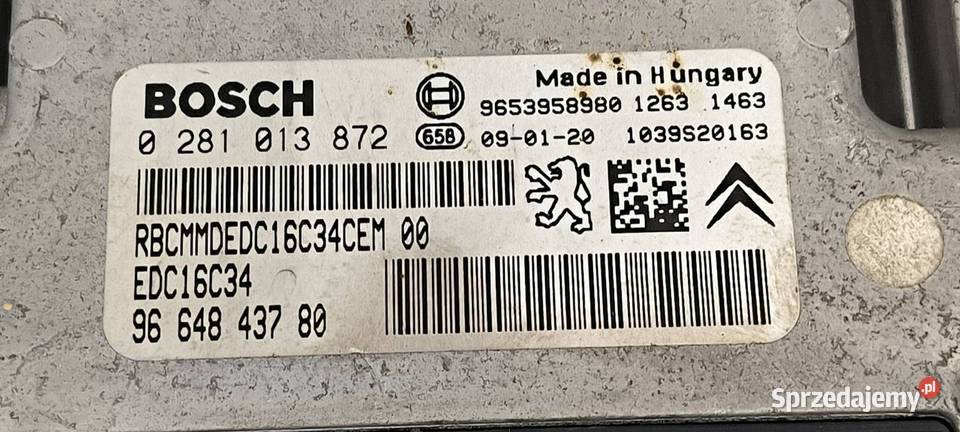 BOSCH
Made in Hungary
9653958980 1263 1463
0 281 013 872 65B 09-01-20 1039S20163
RBCMMDEDC16C34CEM 00
EDC16C34
96 648 437 80
Sprzedajemy.pl